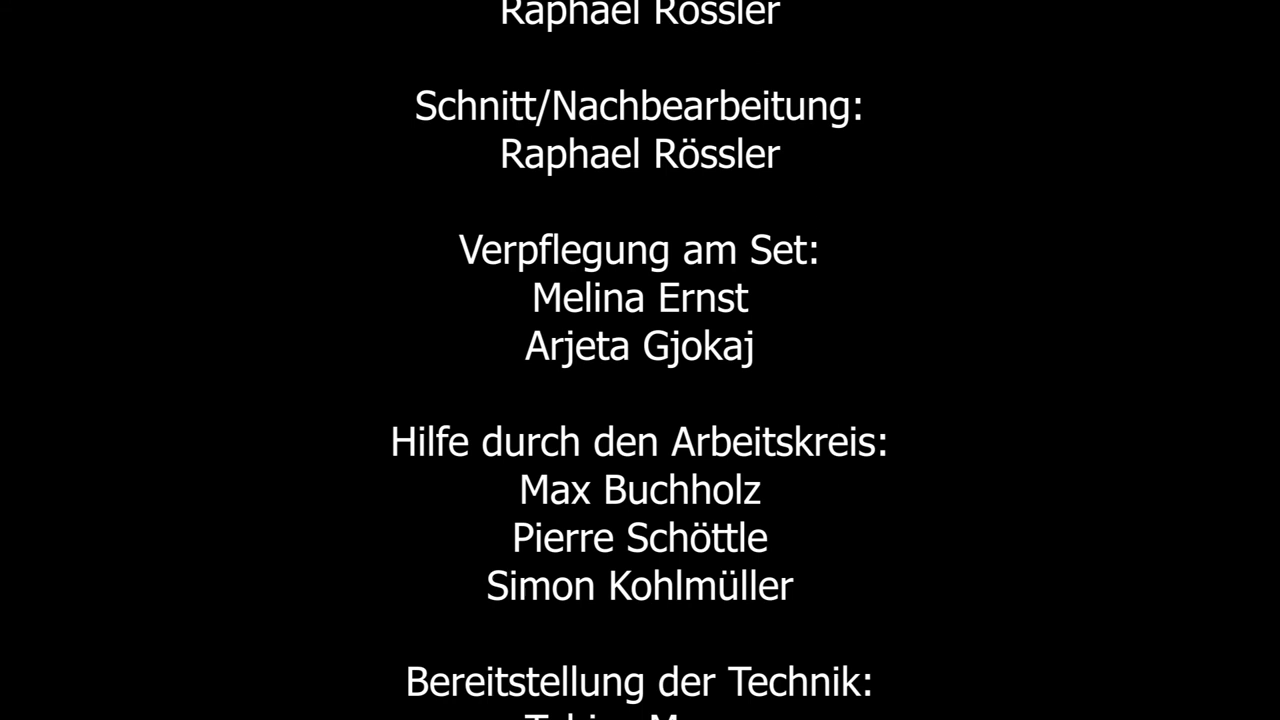 Raphael Rössler
Schnitt/Nachbearbeitung:
Raphael Rössler
Verpflegung am Set:
Melina Ernst
Arjeta Gjokaj
Hilfe durch den Arbeitskreis:
Max Buchholz
Pierre Schöttle
Simon Kohlmüller
Bereitstellung der Technik: